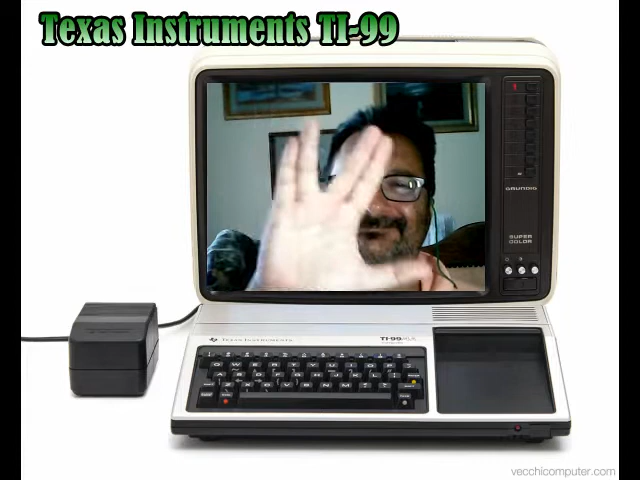 Texas Instruments TI-99
GRUNDIG
SUPER
COLOR
TEXAS INSTRUMENTS
TI-99/4A
Q W E R T Y U I O P
A S D F G H J K L
Z X C V B N M
vecchicomputer.com